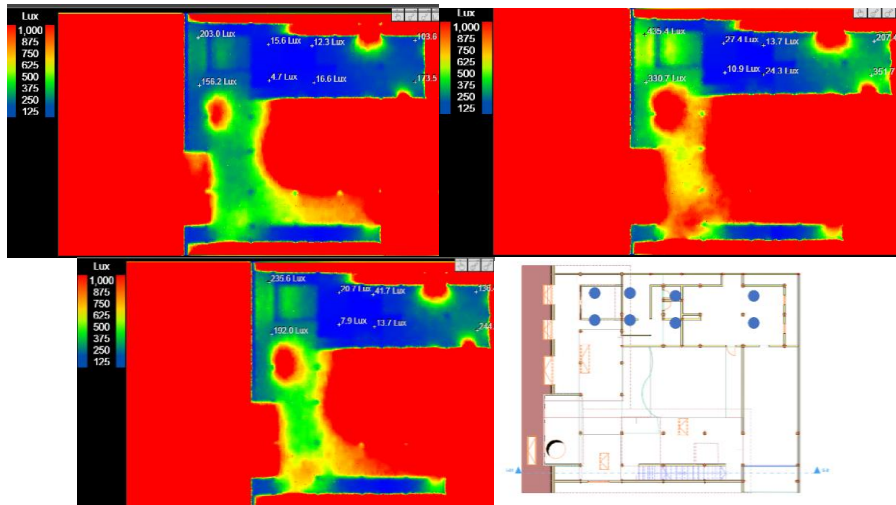 Lux
1,000
875
750
625
500
375
250
125
203.0 Lux
15.6 Lux
12.3 Lux
156.2 Lux
4.7 Lux
16.6 Lux
173.5
Lux
1,000
875
750
625
500
375
250
125
435.4 Lux
27.4 Lux
13.7 Lux
330.7 Lux
10.9 Lux
24.3 Lux
Lux
1,000
875
750
625
500
375
250
125
235.6 Lux
20.7 Lux
41.7 Lux
192.0 Lux
7.9 Lux
13.7 Lux